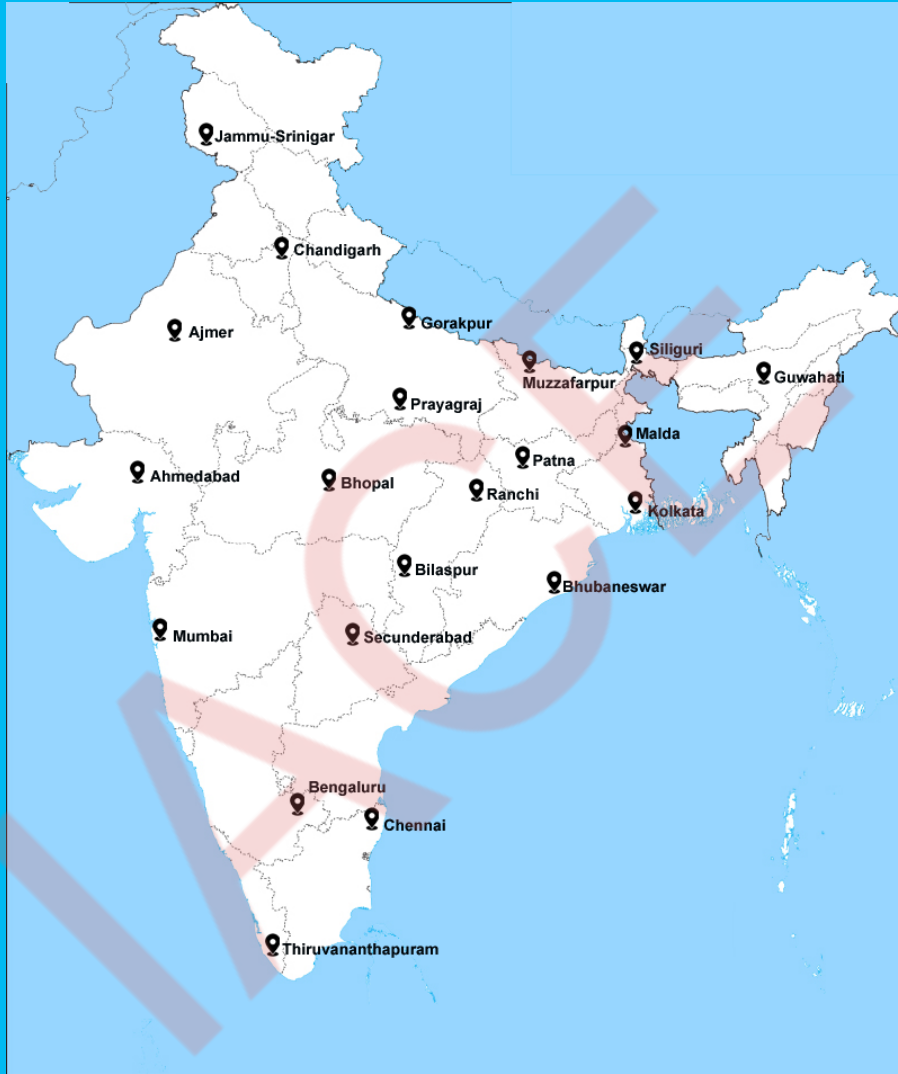 Jammu-Srinigar
Chandigarh
Gorakpur
Ajmer
Siliguri
Muzzafarpur
Guwahati
Prayagraj
Malda
Patna
Ahmedabad
Bhopal
Ranchi
Kolkata
Bilaspur
Bhubaneswar
Mumbai
Secunderabad
Bengaluru
Chennai
Thiruvananthapuram